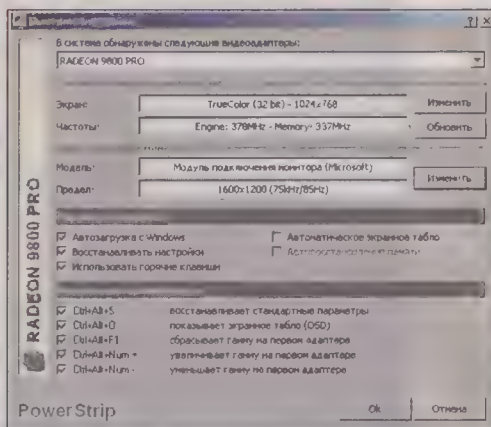 В системе обнаружены следующие видеоадаптеры:
RADEON 9800 PRO
Экран:
TrueColor (32 bit) - 1024x768
Изменить
Частоты:
Engine: 378MHz - Memory: 337MHz
Обновить
Модель:
Модуль подключения монитора (Microsoft)
Предел:
1600x1200 (75kHz/85Hz)
Изменить
RADEON 9800 PRO
Автозагрузка с Windows
Автоматическое экранное табло
Восстанавливать настройки
Использовать горячие клавиши
Ctrl+Alt+S восстанавливает стандартные параметры
Ctrl+Alt+O показывает экранное табло (OSD)
Ctrl+Alt+F1 сбрасывает гамму на первом адаптере
Ctrl+Alt+Num + увеличивает гамму на первом адаптере
Ctrl+Alt+Num - уменьшает гамму на первом адаптере
PowerStrip
Ok
Отмена